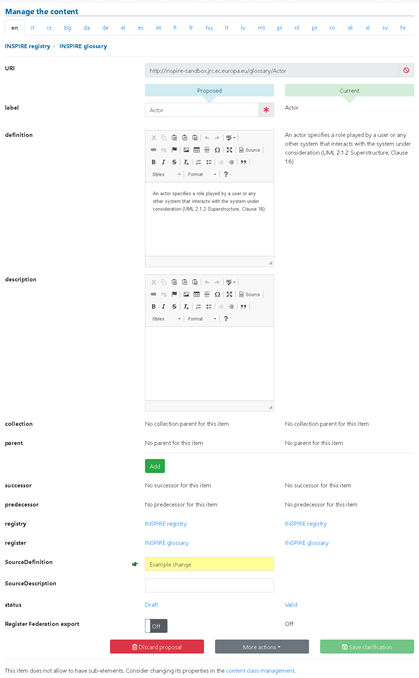 Manage the content
en it cs bg da de el es et fi fr hr hu lt lv mt pl nl pt ro sk sl sv hr
INSPIRE registry › INSPIRE glossary
URI http://inspire-sandbox.jrc.ec.europa.eu/glossary/Actor
Proposed Current
label Actor Actor
definition
Source
Styles Format ?
An actor specifies a role played by a user or any
other system that interacts with the system under
consideration (UML 2.1.2 Superstructure, Clause 16)
An actor specifies a role played by a user or any
other system that interacts with the system under
consideration (UML 2.1.2 Superstructure, Clause
16)
description
Source
Styles Format ?
collection No collection parent for this item No collection parent for this item
parent No parent for this item No parent for this item
Add
successor No successor for this item No successor for this item
predecessor No predecessor for this item No predecessor for this item
registry INSPIRE registry INSPIRE registry
register INSPIRE glossary INSPIRE glossary
SourceDefinition Example change
SourceDescription
status Draft Valid
Register Federation export Off Off
Discard proposal More actions Save clarification
This item does not allow to have sub-elements. Consider changing its properties in the content class management.